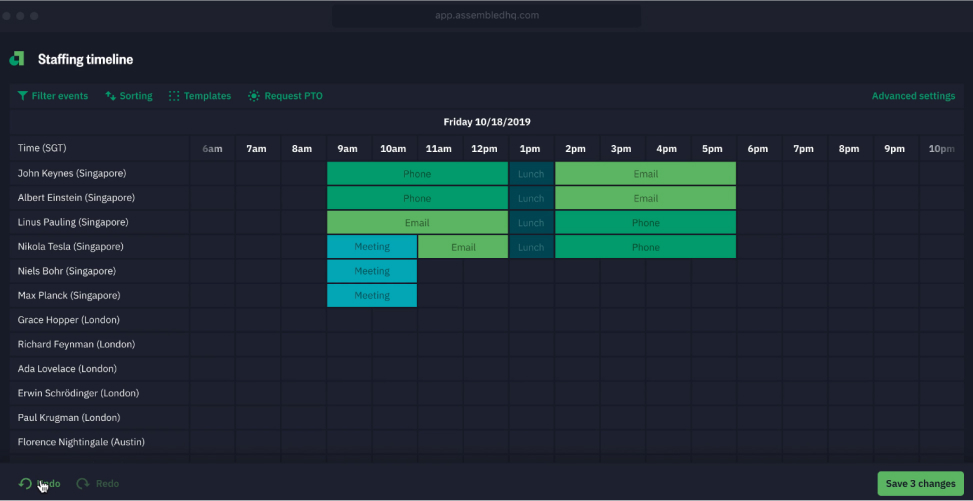 app.assembledhq.com
Staffing timeline
Filter events Sorting Templates Request PTO Advanced settings
Friday 10/18/2019
Time (SGT) 6am 7am 8am 9am 10am 11am 12pm 1pm 2pm 3pm 4pm 5pm 6pm 7pm 8pm 9pm 10pm
John Keynes (Singapore) Phone Lunch Email
Albert Einstein (Singapore) Phone Lunch Email
Linus Pauling (Singapore) Email Lunch Phone
Nikola Tesla (Singapore) Meeting Email Lunch Phone
Niels Bohr (Singapore) Meeting
Max Planck (Singapore) Meeting
Grace Hopper (London)
Richard Feynman (London)
Ada Lovelace (London)
Erwin Schrödinger (London)
Paul Krugman (London)
Florence Nightingale (Austin)
Undo Redo Save 3 changes